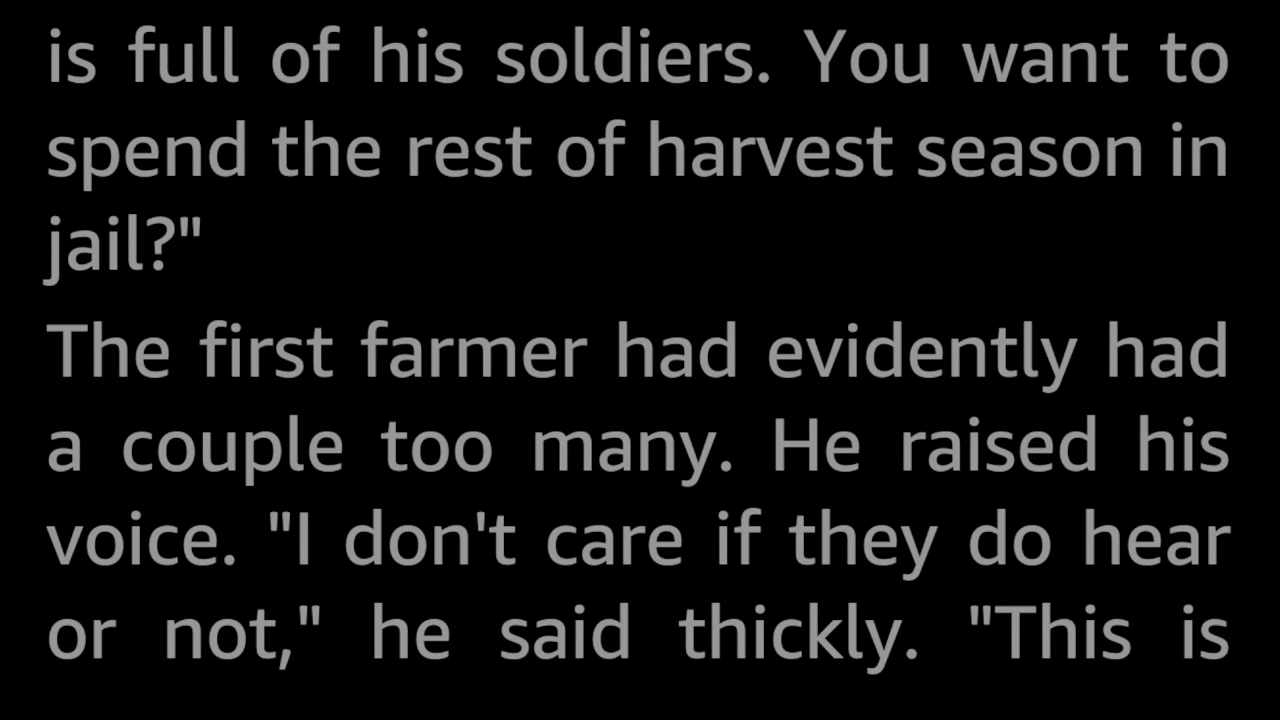 is full of his soldiers. You want to
spend the rest of harvest season in
jail?"
The first farmer had evidently had
a couple too many. He raised his
voice. "I don't care if they do hear
or not," he said thickly. "This is